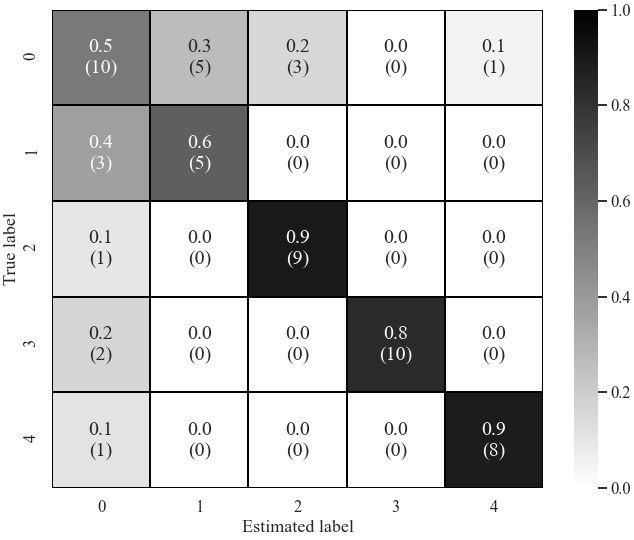 0.5 0.3 0.2 0.0 0.1
(10) (5) (3) (0) (1)
0
0.4 0.6 0.0 0.0 0.0
(3) (5) (0) (0) (0)
1
0.1 0.0 0.9 0.0 0.0
(1) (0) (9) (0) (0)
2
0.2 0.0 0.0 0.8 0.0
(2) (0) (0) (10) (0)
3
0.1 0.0 0.0 0.0 0.9
(1) (0) (0) (0) (8)
4
True label
0 1 2 3 4
Estimated label
1.0
0.8
0.6
0.4
0.2
0.0